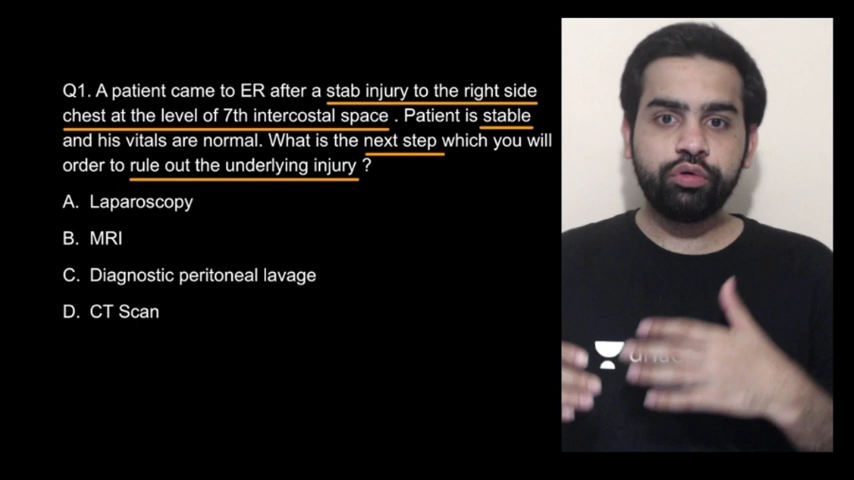 Q1. A patient came to ER after a stab injury to the right side
chest at the level of 7th intercostal space . Patient is stable
and his vitals are normal. What is the next step which you will
order to rule out the underlying injury ?
A. Laparoscopy
B. MRI
C. Diagnostic peritoneal lavage
D. CT Scan